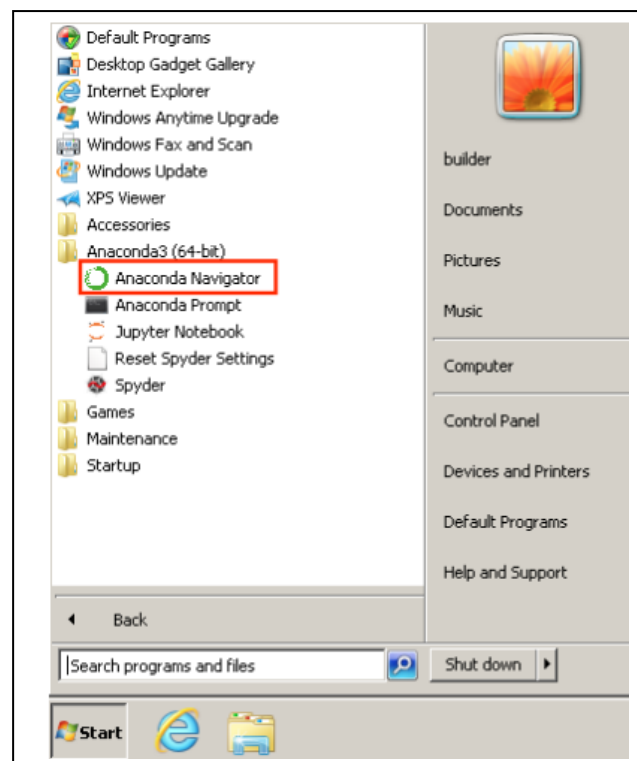 Default Programs
Desktop Gadget Gallery
Internet Explorer
Windows Anytime Upgrade
Windows Fax and Scan
Windows Update
XPS Viewer
Accessories
Anaconda3 (64-bit)
Anaconda Navigator
Anaconda Prompt
Jupyter Notebook
Reset Spyder Settings
Spyder
Games
Maintenance
Startup
Back
Search programs and files
builder
Documents
Pictures
Music
Computer
Control Panel
Devices and Printers
Default Programs
Help and Support
Shut down
Start